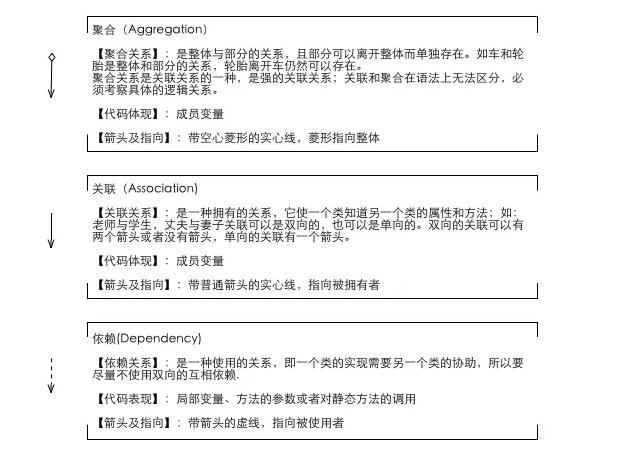 聚合（Aggregation）
【聚合关系】：是整体与部分的关系，且部分可以离开整体而单独存在。如车和轮
胎是整体和部分的关系，轮胎离开车仍然可以存在。
聚合关系是关联关系的一种，是强的关联关系；关联和聚合在语法上无法区分，必
须考察具体的逻辑关系。
【代码体现】：成员变量
【箭头及指向】：带空心菱形的实心线，菱形指向整体
关联（Association)
【关联关系】：是一种拥有的关系，它使一个类知道另一个类的属性和方法；如：
老师与学生，丈夫与妻子关联可以是双向的，也可以是单向的。双向的关联可以有
两个箭头或者没有箭头，单向的关联有一个箭头。
【代码体现】：成员变量
【箭头及指向】：带普通箭头的实心线，指向被拥有者
依赖(Dependency)
【依赖关系】：是一种使用的关系，即一个类的实现需要另一个类的协助，所以要
尽量不使用双向的互相依赖.
【代码表现】：局部变量、方法的参数或者对静态方法的调用
【箭头及指向】：带箭头的虚线，指向被使用者